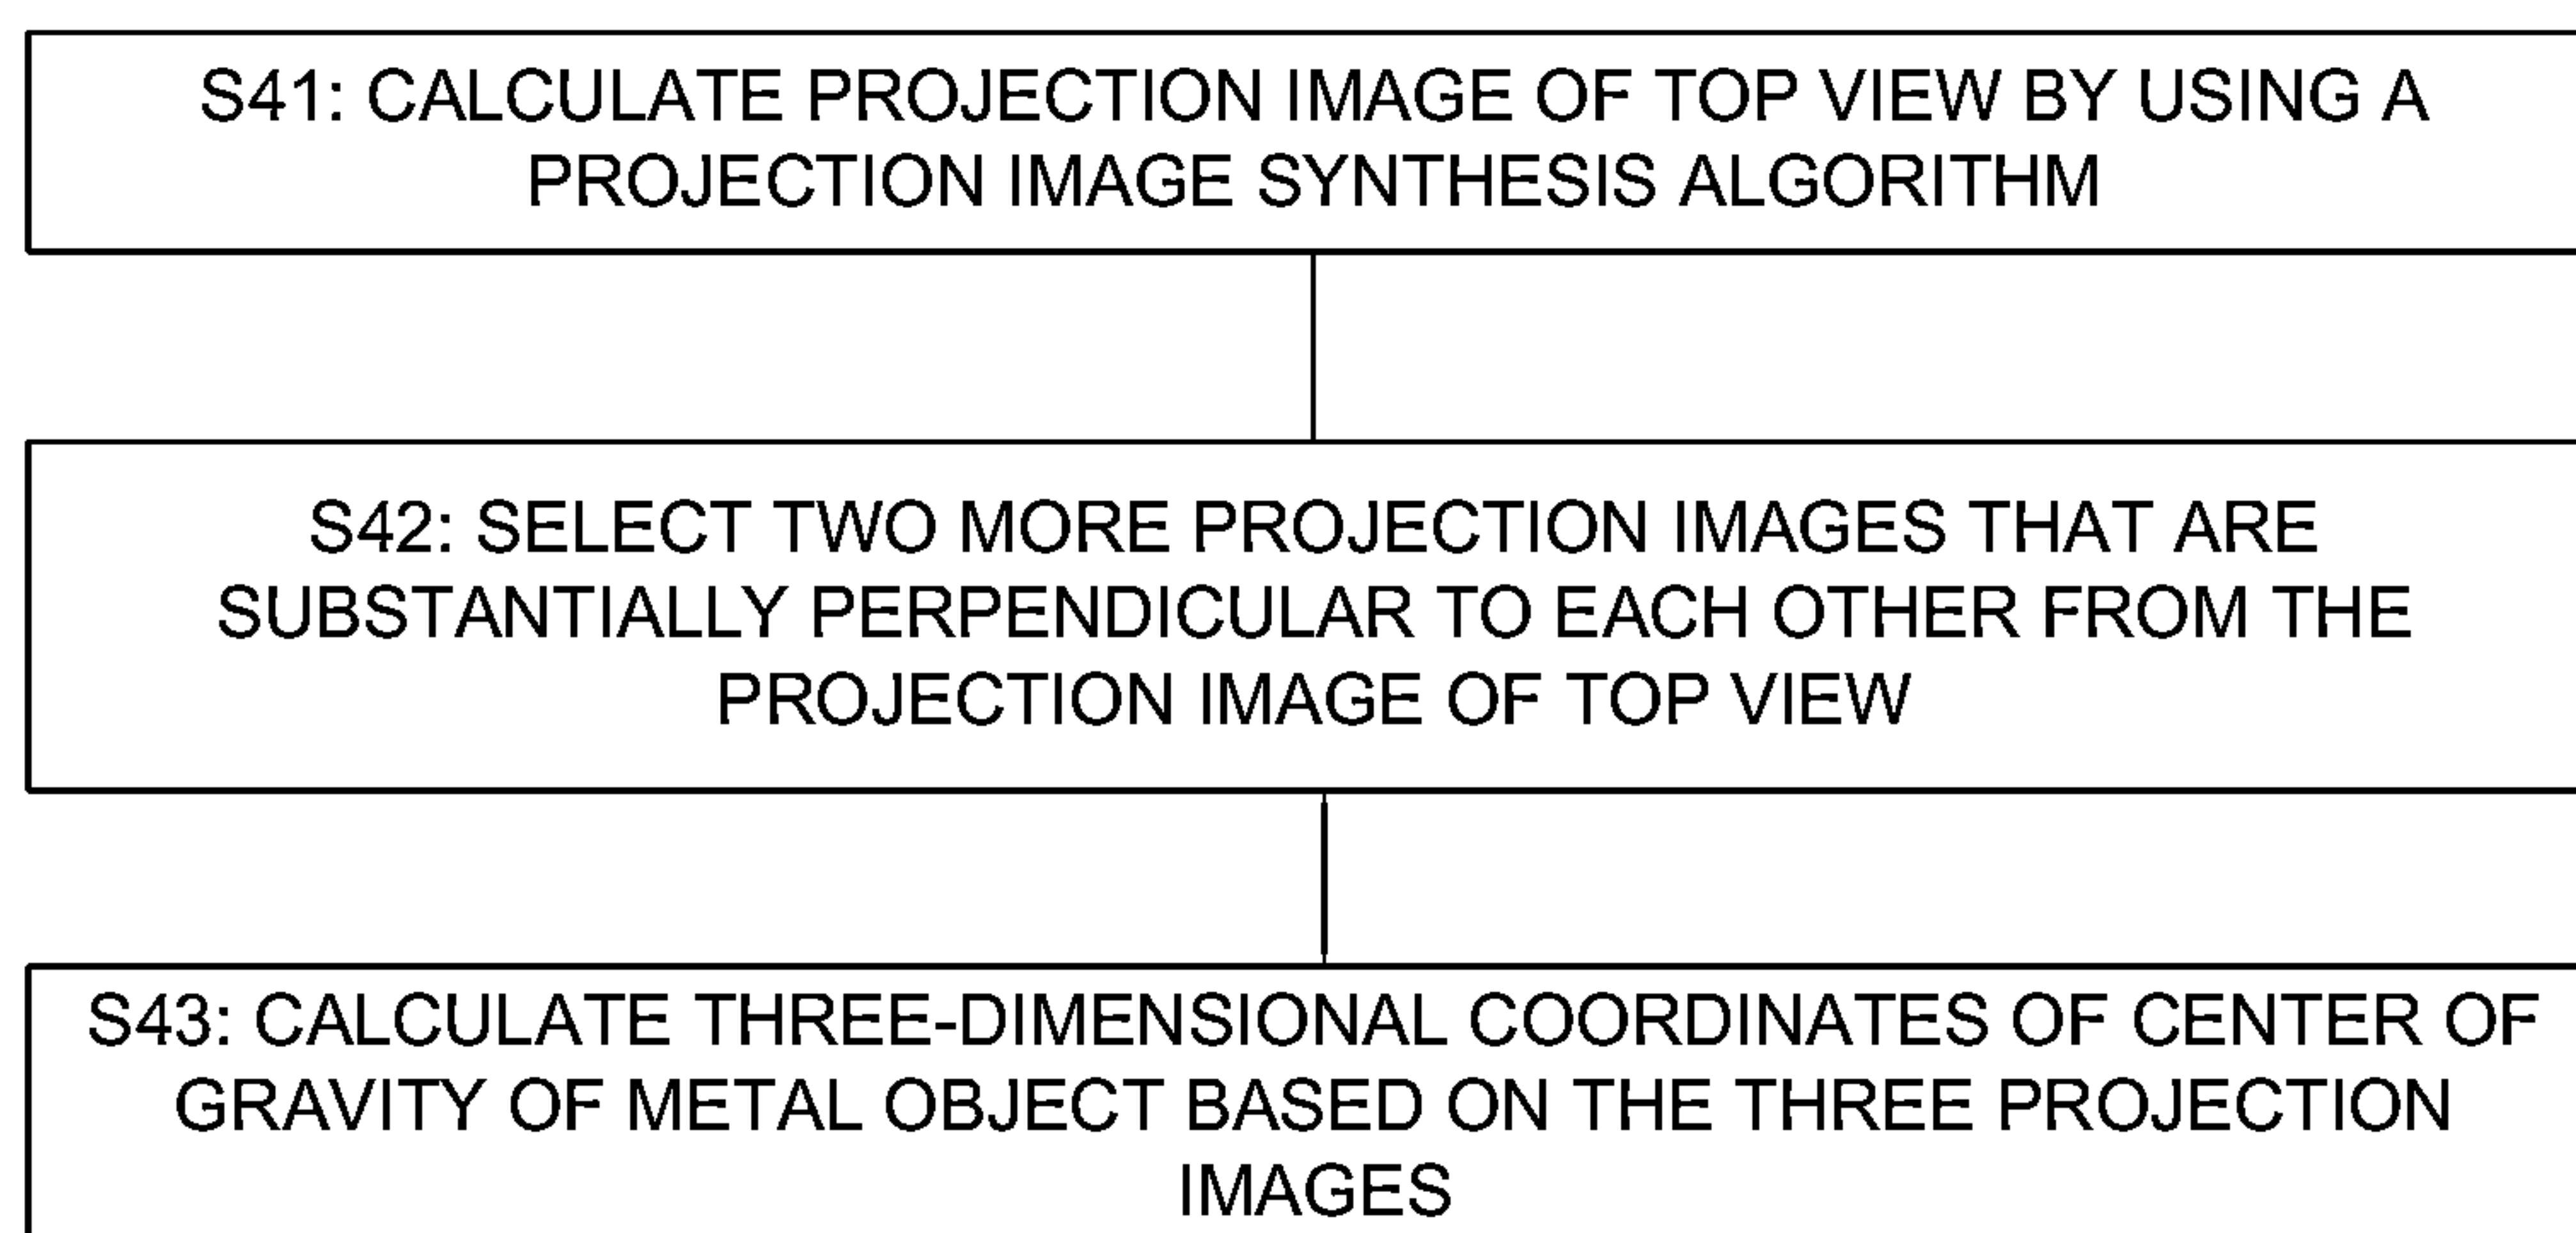 S41: CALCULATE PROJECTION IMAGE OF TOP VIEW BY USING A
PROJECTION IMAGE SYNTHESIS ALGORITHM
S42: SELECT TWO MORE PROJECTION IMAGES THAT ARE
SUBSTANTIALLY PERPENDICULAR TO EACH OTHER FROM THE
PROJECTION IMAGE OF TOP VIEW
S43: CALCULATE THREE-DIMENSIONAL COORDINATES OF CENTER OF
GRAVITY OF METAL OBJECT BASED ON THE THREE PROJECTION
IMAGES